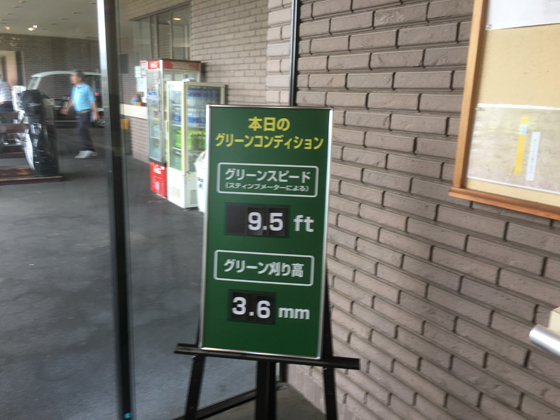 本日の
グリーンコンディション
グリーンスピード
(スティンプメーターによる)
9.5 ft
グリーン刈り高
3.6 mm